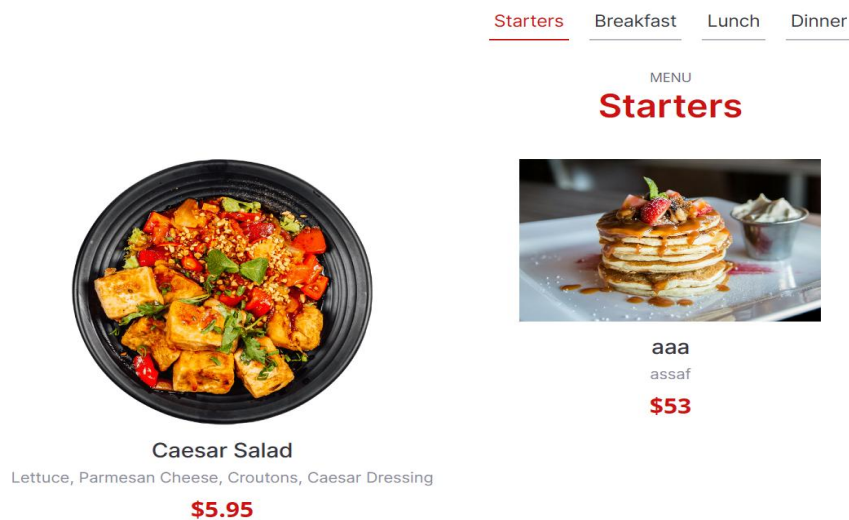 Starters Breakfast Lunch Dinner
MENU
Starters
aaa
assaf
$53
Caesar Salad
Lettuce, Parmesan Cheese, Croutons, Caesar Dressing
$5.95